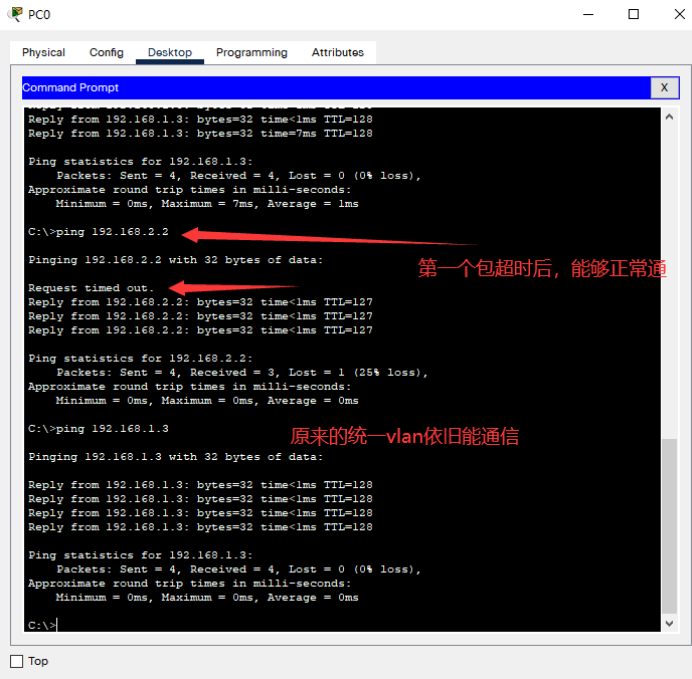 PC0
Physical Config Desktop Programming Attributes
Command Prompt X
Reply from 192.168.1.3: bytes=32 time<1ms TTL=128
Reply from 192.168.1.3: bytes=32 time=7ms TTL=128
Ping statistics for 192.168.1.3:
Packets: Sent = 4, Received = 4, Lost = 0 (0% loss),
Approximate round trip times in milli-seconds:
Minimum = 0ms, Maximum = 7ms, Average = 1ms
C:\>ping 192.168.2.2
Pinging 192.168.2.2 with 32 bytes of data:
第一个包超时后，能够正常通
Request timed out.
Reply from 192.168.2.2: bytes=32 time<1ms TTL=127
Reply from 192.168.2.2: bytes=32 time<1ms TTL=127
Reply from 192.168.2.2: bytes=32 time<1ms TTL=127
Ping statistics for 192.168.2.2:
Packets: Sent = 4, Received = 3, Lost = 1 (25% loss),
Approximate round trip times in milli-seconds:
Minimum = 0ms, Maximum = 0ms, Average = 0ms
C:\>ping 192.168.1.3
原来的统一vlan依旧能通信
Pinging 192.168.1.3 with 32 bytes of data:
Reply from 192.168.1.3: bytes=32 time<1ms TTL=128
Reply from 192.168.1.3: bytes=32 time<1ms TTL=128
Reply from 192.168.1.3: bytes=32 time<1ms TTL=128
Reply from 192.168.1.3: bytes=32 time<1ms TTL=128
Ping statistics for 192.168.1.3:
Packets: Sent = 4, Received = 4, Lost = 0 (0% loss),
Approximate round trip times in milli-seconds:
Minimum = 0ms, Maximum = 0ms, Average = 0ms
C:\>
Top